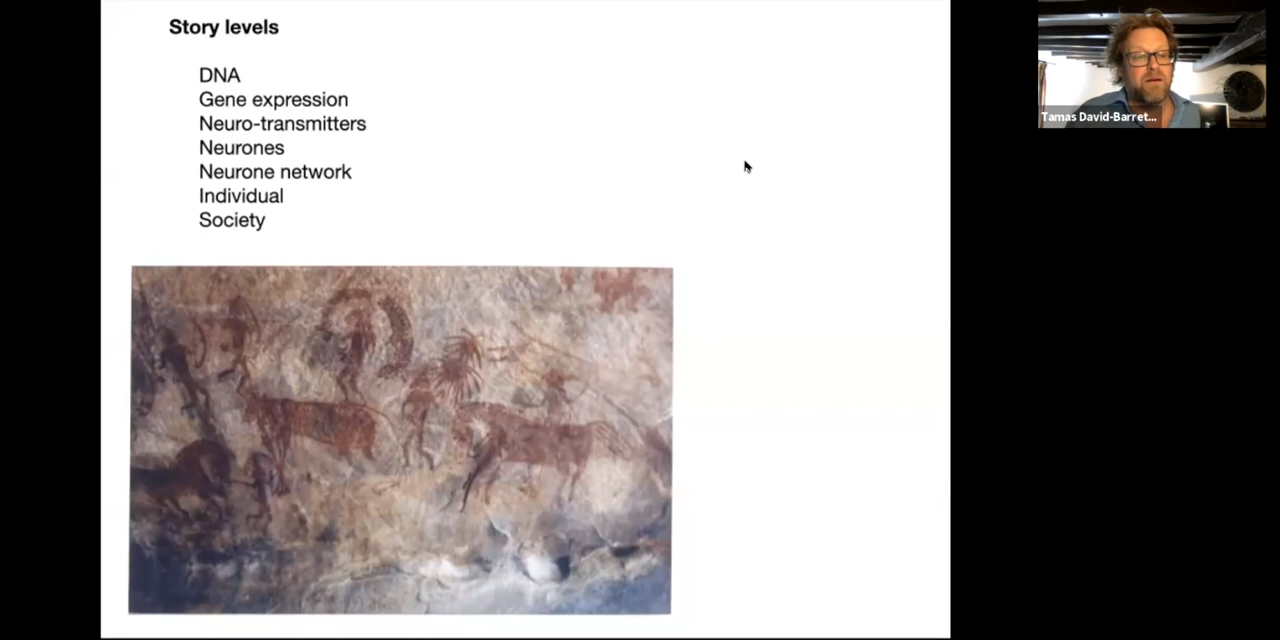 Story levels
DNA
Gene expression
Neuro-transmitters
Neurones
Neurone network
Individual
Society
Tamas David-Barret...